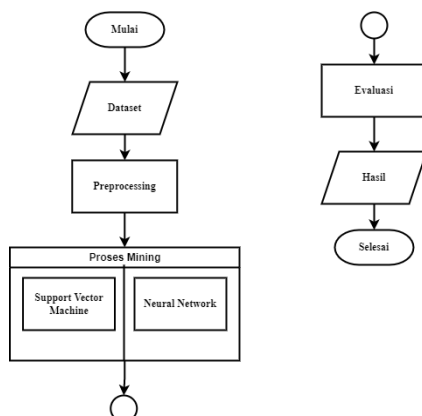 Mulai
Dataset
Preprocessing
Proses Mining
Support Vector
Machine
Neural Network
Evaluasi
Hasil
Selesai